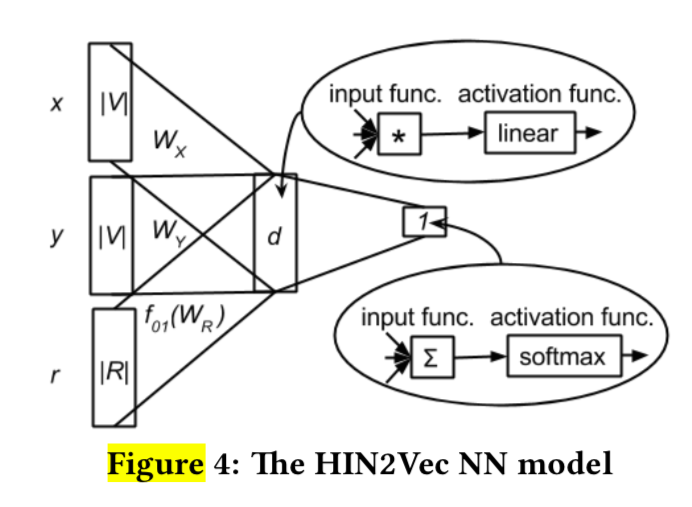 x
|V|
W_X
y
|V|
W_Y
d
f_01(W_R)
r
|R|
input func. activation func.
*
linear
1
input func. activation func.
Σ
softmax
Figure 4: The HIN2Vec NN model